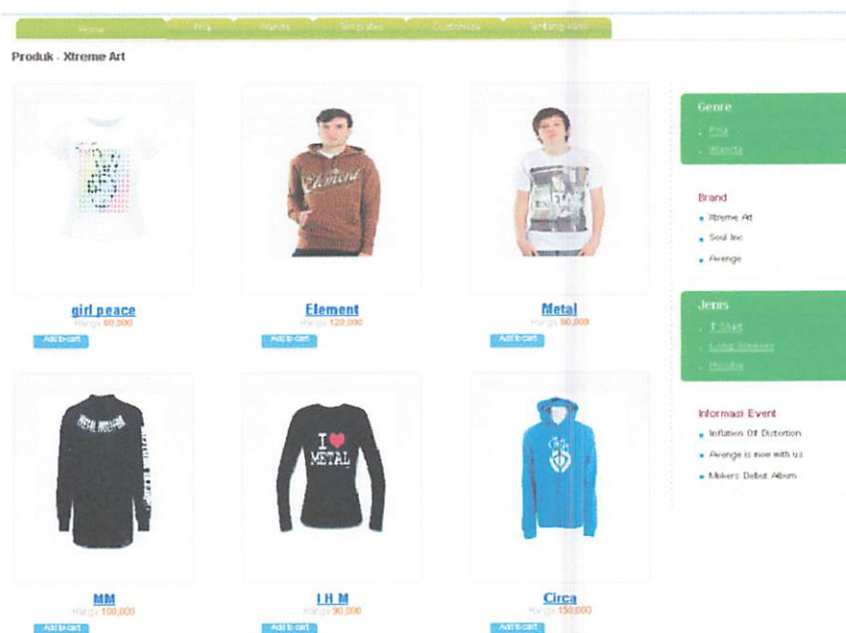 Home Pria Wanita Templates Customize Tentang Kami
Produk - Xtreme Art
girl peace
Harga 80,000
Add to cart
Element
Harga 120,000
Add to cart
Metal
Harga 90,000
Add to cart
MM
Harga 100,000
Add to cart
I ♥
METAL
I H M
Harga 90,000
Add to cart
Circa
Harga 150,000
Add to cart
Genre
Pria
Wanita
Brand
Xtreme Art
Soul Inc
Avenge
Jenis
T Shirt
Long Sleeves
Hoodie
Informasi Event
Inflation Of Distortion
Avenge is now with us
Makers Debut Album